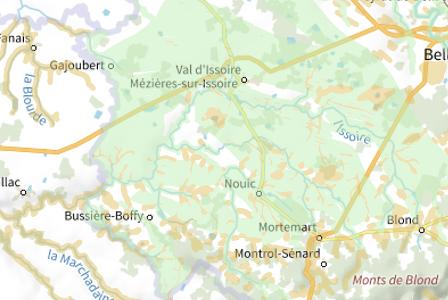 Gajoubert
la Bloude
Val d'Issoire
Mézières-sur-Issoire
l'Issoire
Nouic
Bussière-Boffy
Mortemart
Blond
Montrol-Sénard
la Marchadaine
Monts de Blond